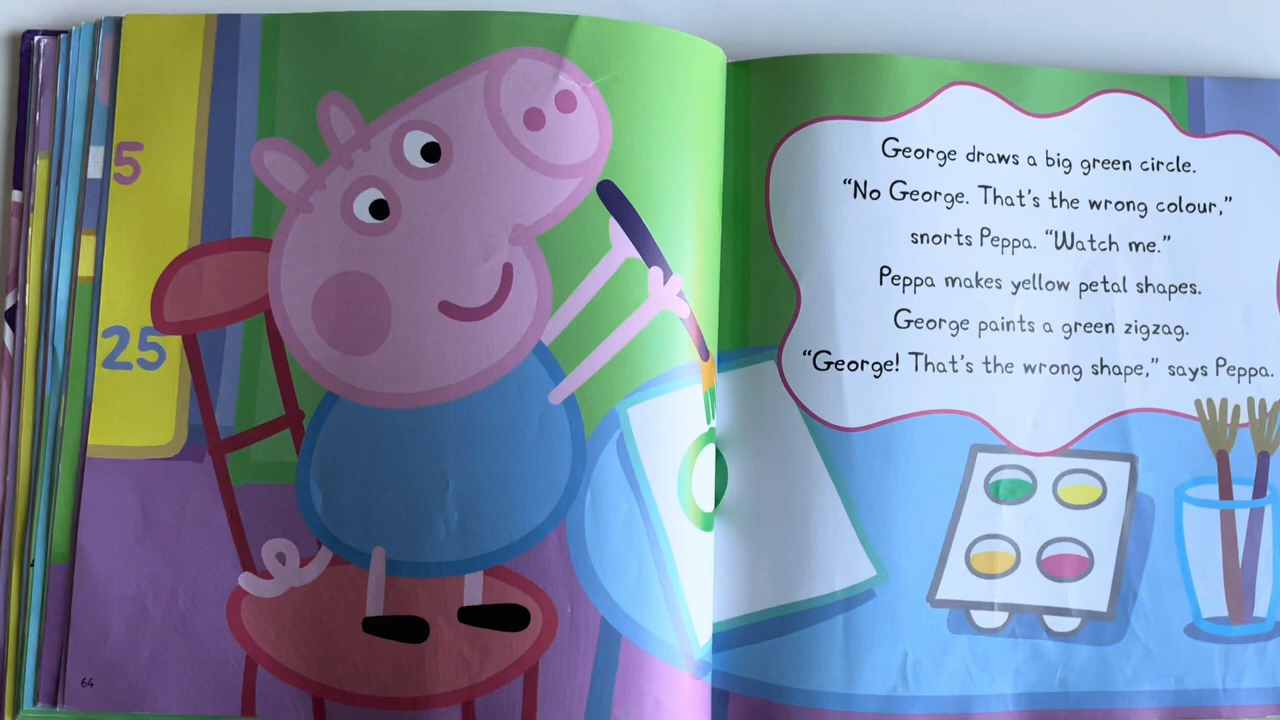 5
25
64
George draws a big green circle.
“No George. That’s the wrong colour,”
snorts Peppa. “Watch me.”
Peppa makes yellow petal shapes.
George paints a green zigzag.
“George! That’s the wrong shape,” says Peppa.